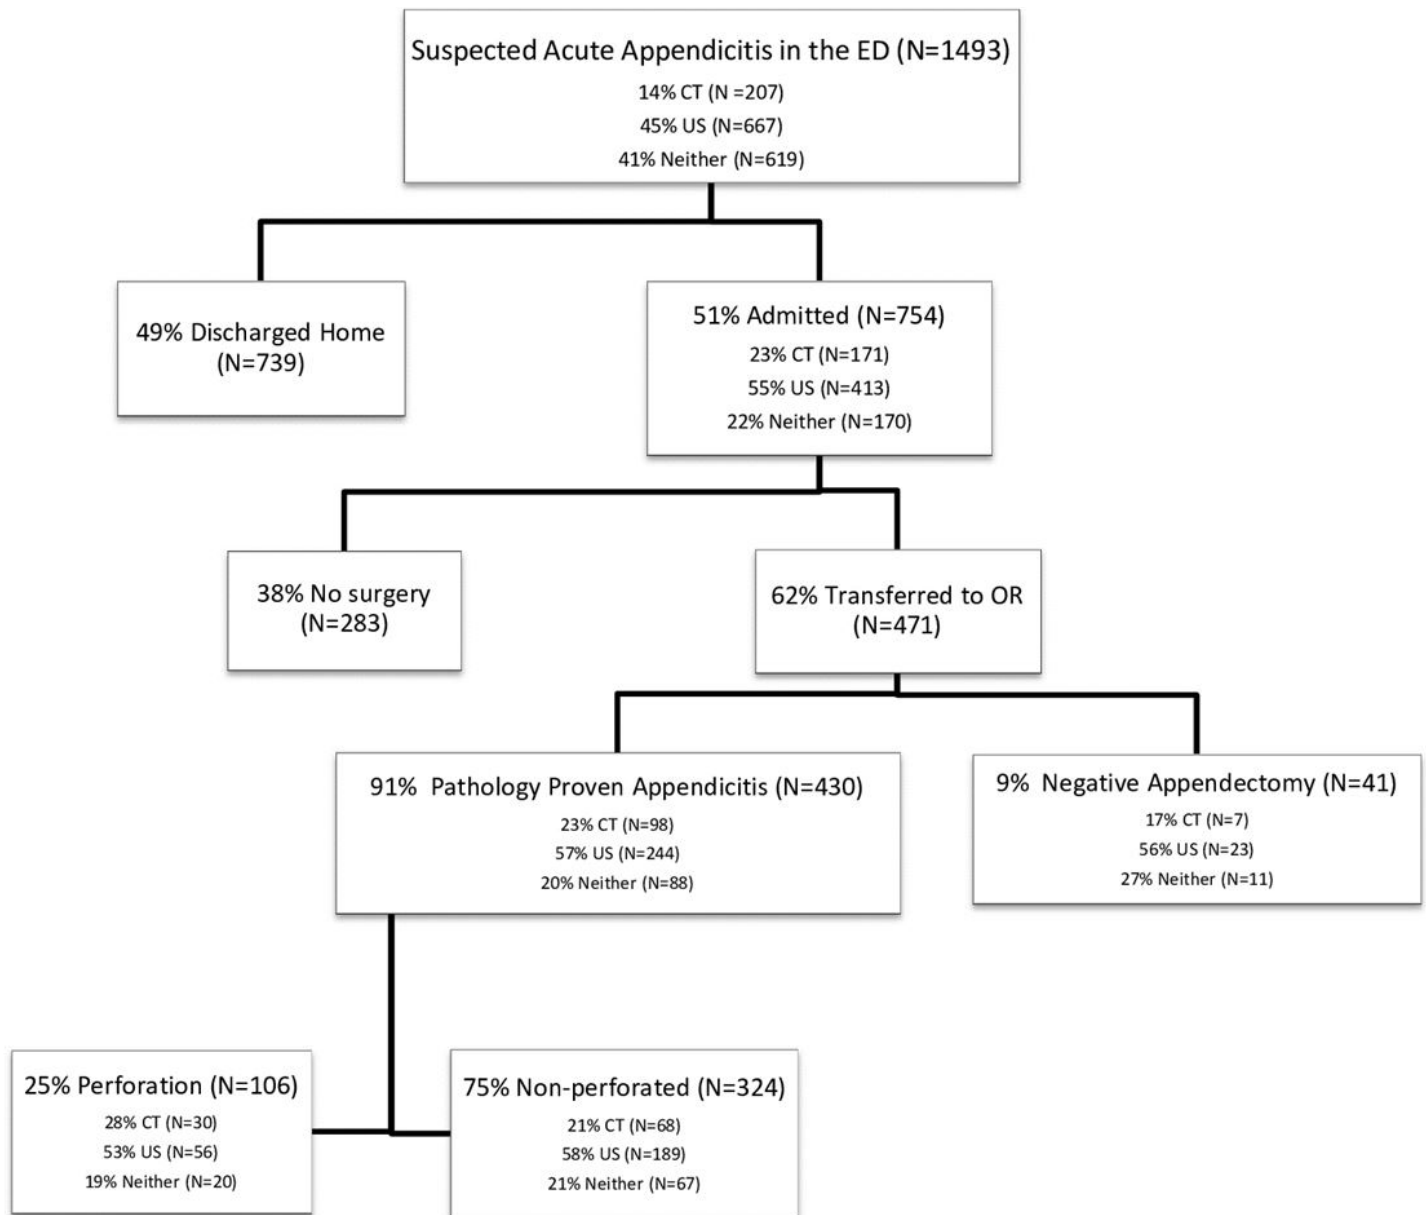 Suspected Acute Appendicitis in the ED (N=1493)
14% CT (N =207)
45% US (N=667)
41% Neither (N=619)
49% Discharged Home
(N=739)
51% Admitted (N=754)
23% CT (N=171)
55% US (N=413)
22% Neither (N=170)
38% No surgery
(N=283)
62% Transferred to OR
(N=471)
91% Pathology Proven Appendicitis (N=430)
23% CT (N=98)
57% US (N=244)
20% Neither (N=88)
9% Negative Appendectomy (N=41)
17% CT (N=7)
56% US (N=23)
27% Neither (N=11)
25% Perforation (N=106)
28% CT (N=30)
53% US (N=56)
19% Neither (N=20)
75% Non-perforated (N=324)
21% CT (N=68)
58% US (N=189)
21% Neither (N=67)